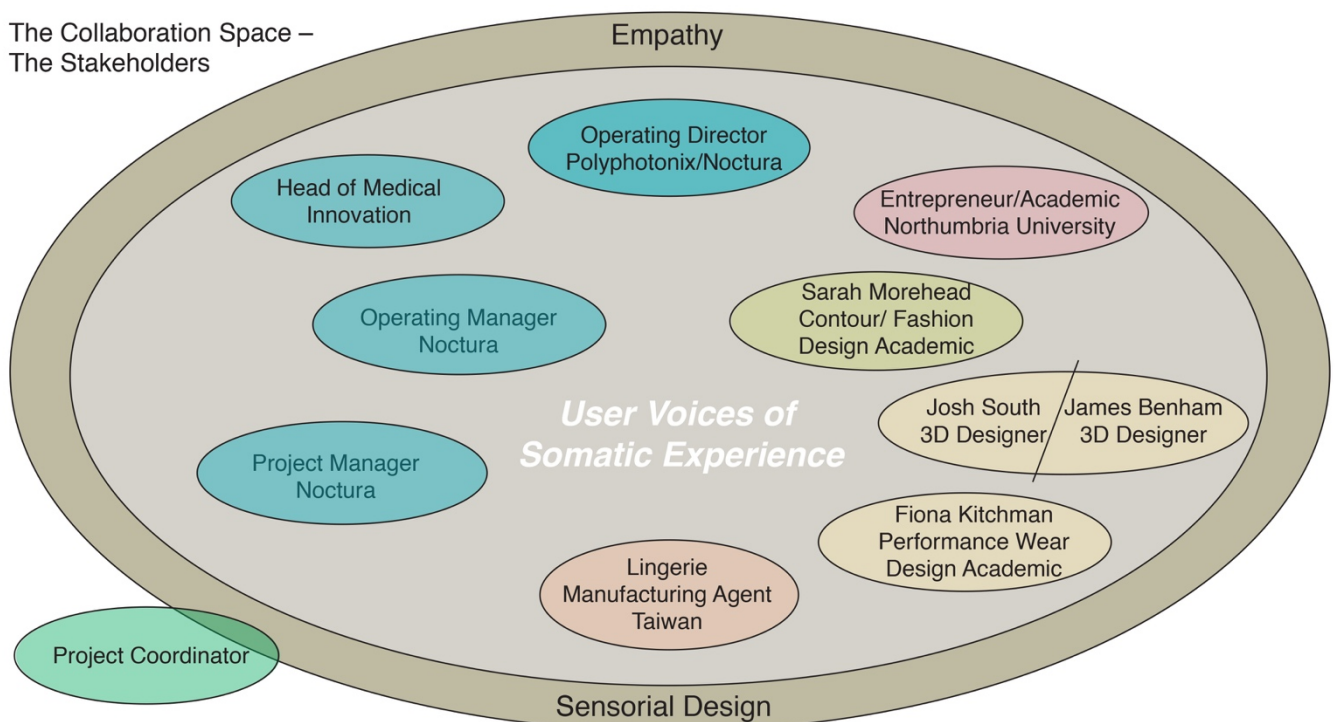 The Collaboration Space –
The Stakeholders
Empathy
Operating Director
Polyphotonix/Noctura
Head of Medical
Innovation
Entrepreneur/Academic
Northumbria University
Operating Manager
Noctura
Sarah Morehead
Contour/ Fashion
Design Academic
User Voices of
Somatic Experience
Josh South
3D Designer
James Benham
3D Designer
Project Manager
Noctura
Fiona Kitchman
Performance Wear
Design Academic
Lingerie
Manufacturing Agent
Taiwan
Project Coordinator
Sensorial Design